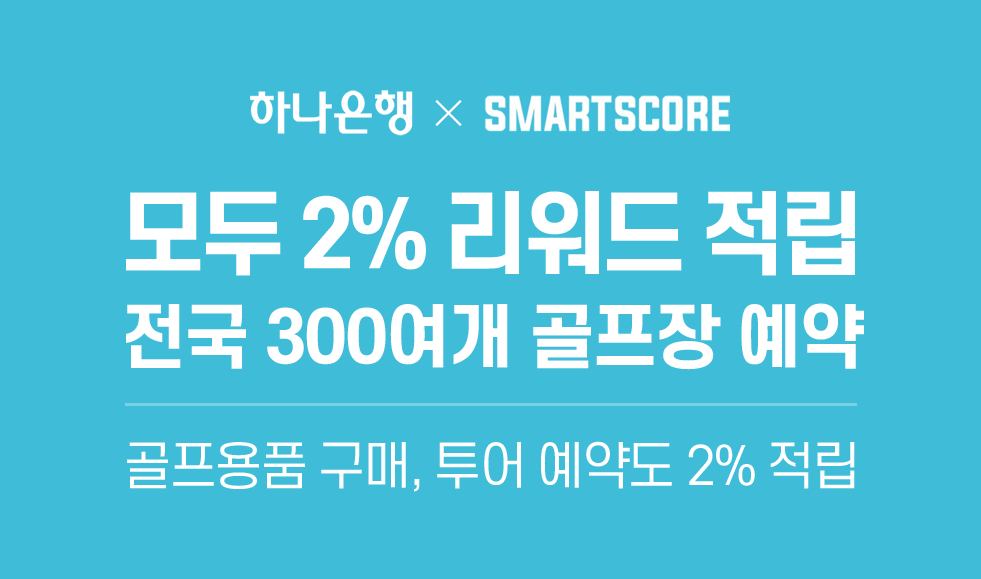 하나은행 × SMARTSCORE
모두 2% 리워드 적립
전국 300여개 골프장 예약
골프용품 구매, 투어 예약도 2% 적립